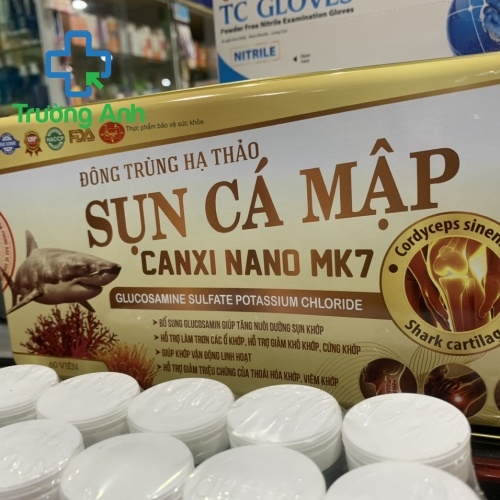 TC GLOVES
Powder Free Nitrile Examination Gloves
NITRILE
Trường Anh
HACCP
FDA
Thực phẩm bảo vệ sức khỏe
ĐÔNG TRÙNG HẠ THẢO
SỤN CÁ MẬP
CANXI NANO MK7
GLUCOSAMINE SULFATE POTASSIUM CHLORIDE
• BỔ SUNG GLUCOSAMIN GIÚP TĂNG NUÔI DƯỠNG SỤN KHỚP
• HỖ TRỢ LÀM TRƠN CÁC Ổ KHỚP, HỖ TRỢ GIẢM KHÔ KHỚP, CỨNG KHỚP
GIÚP KHỚP VẬN ĐỘNG LINH HOẠT
• HỖ TRỢ GIẢM TRIỆU CHỨNG CỦA THOÁI HÓA KHỚP, VIÊM KHỚP
60 VIÊN
Cordyceps sinen
Shark cartilag